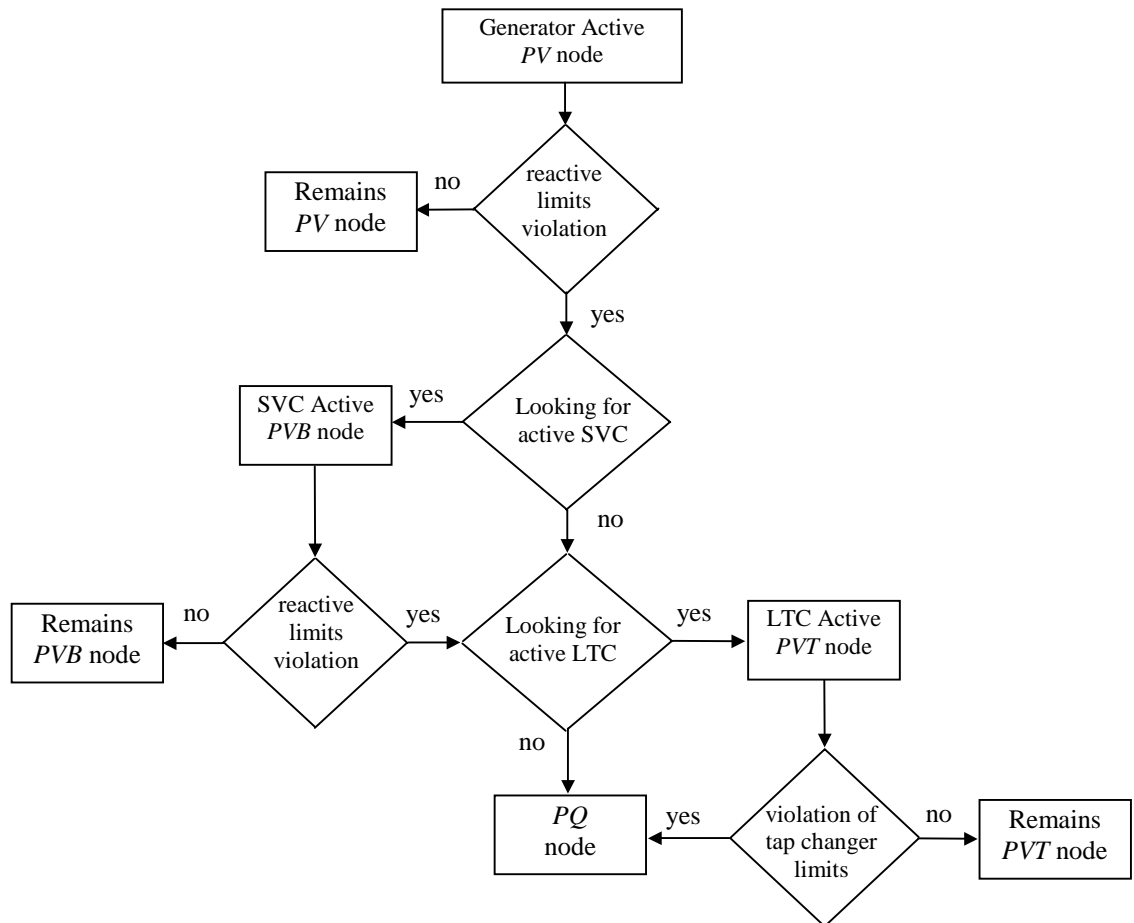 Generator Active
PV node
reactive
limits
violation
no
Remains
PV node
yes
Looking for
active SVC
yes
SVC Active
PVB node
no
reactive
limits
violation
no
Remains
PVB node
yes
Looking for
active LTC
yes
LTC Active
PVT node
no
PQ
node
yes
violation of
tap changer
limits
no
Remains
PVT node